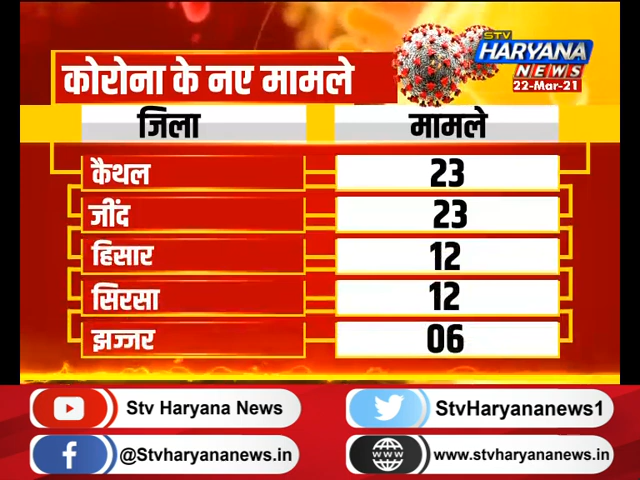 STV
HARYANA
NEWS
22-Mar-21
कोरोना के नए मामले
जिला मामले
कैथल 23
जींद 23
हिसार 12
सिरसा 12
झज्जर 06
Stv Haryana News
StvHaryananews1
@Stvharyananews.in
www.stvharyananews.in